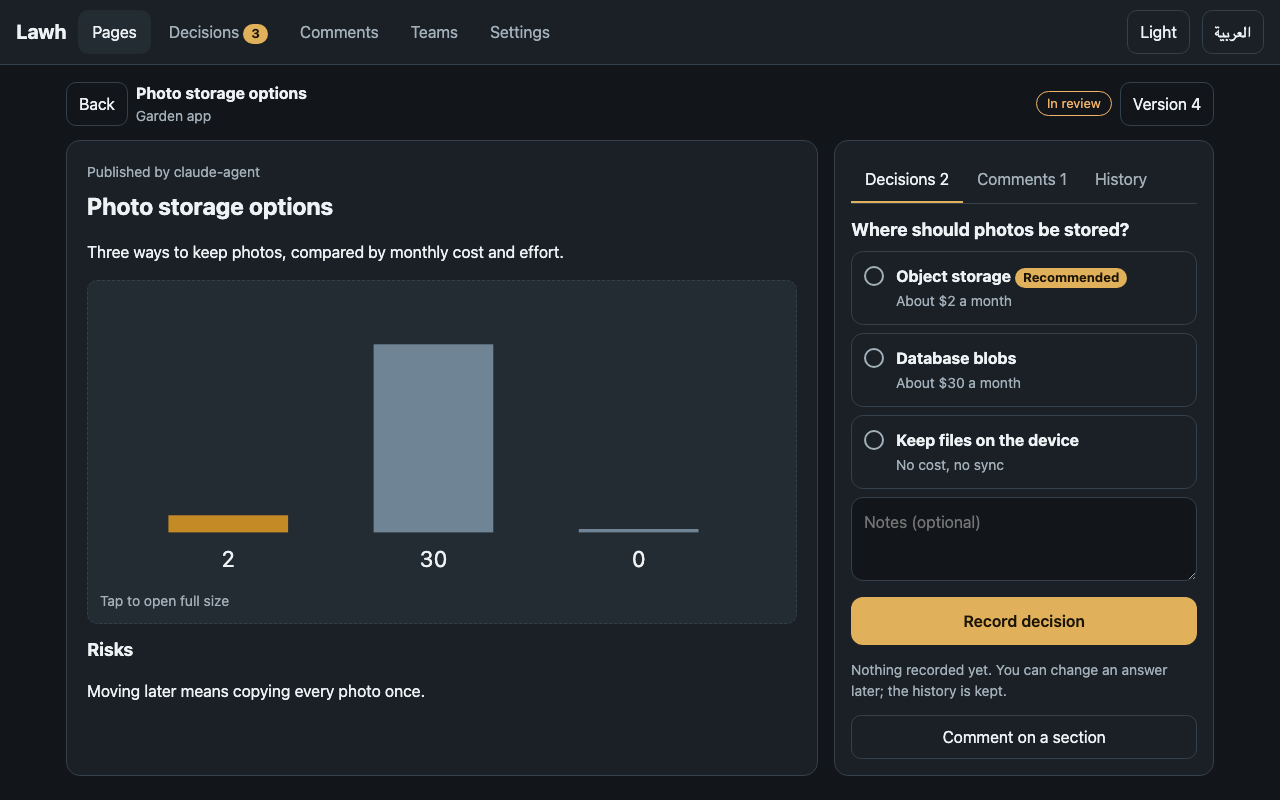 Lawh
Pages
Decisions 3
Comments
Teams
Settings
Light
العربية
Back
Photo storage options
Garden app
In review
Version 4
Published by claude-agent
Photo storage options
Three ways to keep photos, compared by monthly cost and effort.
2
30
0
Tap to open full size
Risks
Moving later means copying every photo once.
Decisions 2
Comments 1
History
Where should photos be stored?
Object storage Recommended
About $2 a month
Database blobs
About $30 a month
Keep files on the device
No cost, no sync
Notes (optional)
Record decision
Nothing recorded yet. You can change an answer
later; the history is kept.
Comment on a section